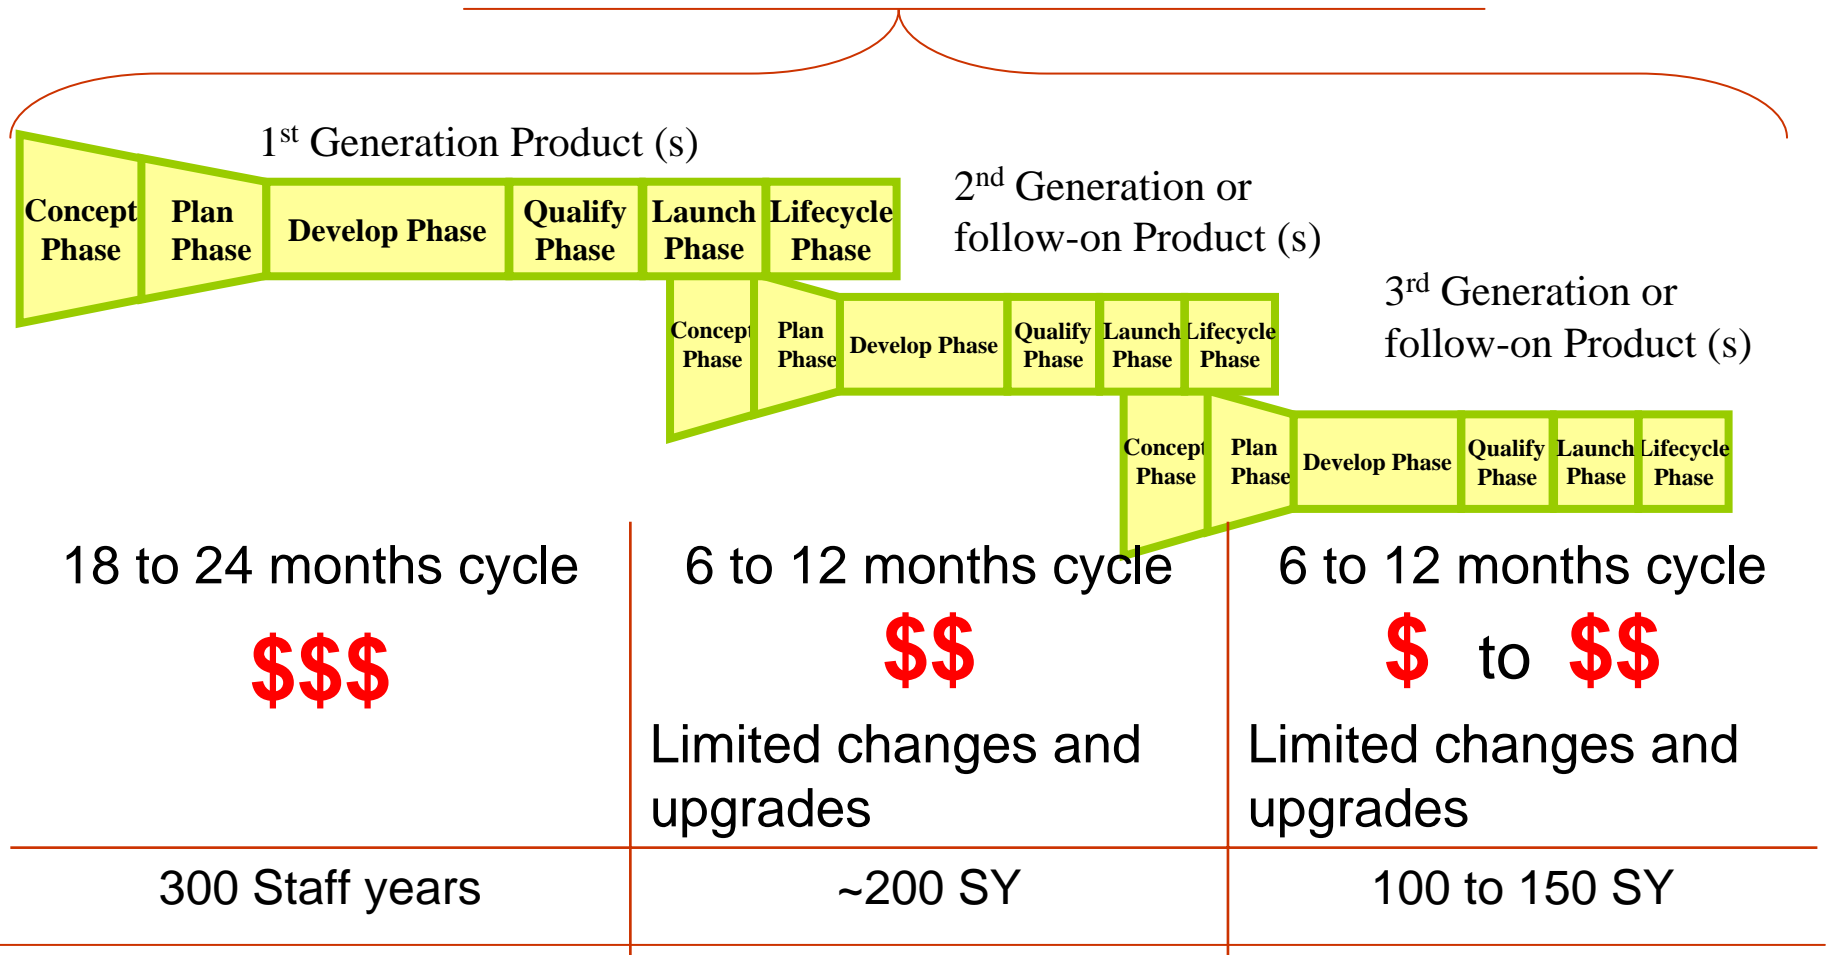 1st Generation Product (s)
Concept Phase
Plan Phase
Develop Phase
Qualify Phase
Launch Phase
Lifecycle Phase
2nd Generation or
follow-on Product (s)
Concept Phase
Plan Phase
Develop Phase
Qualify Phase
Launch Phase
Lifecycle Phase
3rd Generation or
follow-on Product (s)
Concept Phase
Plan Phase
Develop Phase
Qualify Phase
Launch Phase
Lifecycle Phase
18 to 24 months cycle
$$$
6 to 12 months cycle
$$
Limited changes and
upgrades
6 to 12 months cycle
$ to $$
Limited changes and
upgrades
300 Staff years
~200 SY
100 to 150 SY